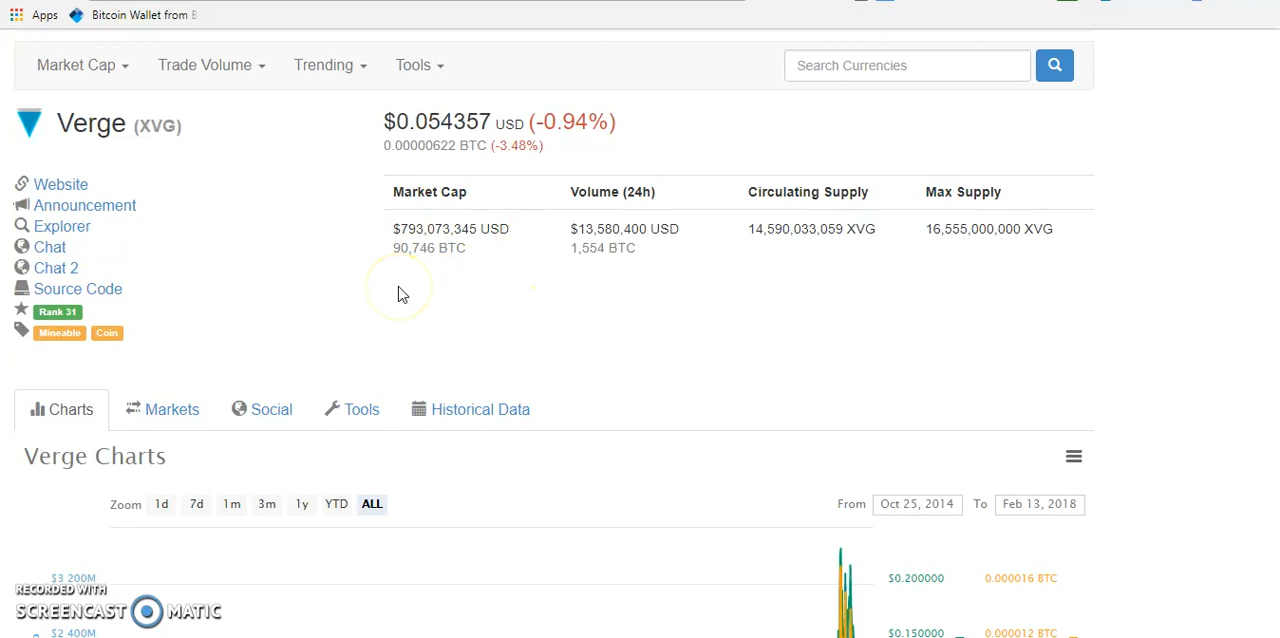 Apps Bitcoin Wallet from B
Market Cap Trade Volume Trending Tools Search Currencies
Verge (XVG)
$0.054357 USD (-0.94%)
0.00000622 BTC (-3.48%)
Website
Announcement
Explorer
Chat
Chat 2
Source Code
Rank 31
Mineable Coin
Market Cap Volume (24h) Circulating Supply Max Supply
$793,073,345 USD $13,580,400 USD 14,590,033,059 XVG 16,555,000,000 XVG
90,746 BTC 1,554 BTC
Charts Markets Social Tools Historical Data
Verge Charts
Zoom 1d 7d 1m 3m 1y YTD ALL From Oct 25, 2014 To Feb 13, 2018
$3 200M $0.200000 0.000016 BTC
RECORDED WITH
SCREENCAST MATIC
$2 400M $0.150000 0.000012 BTC